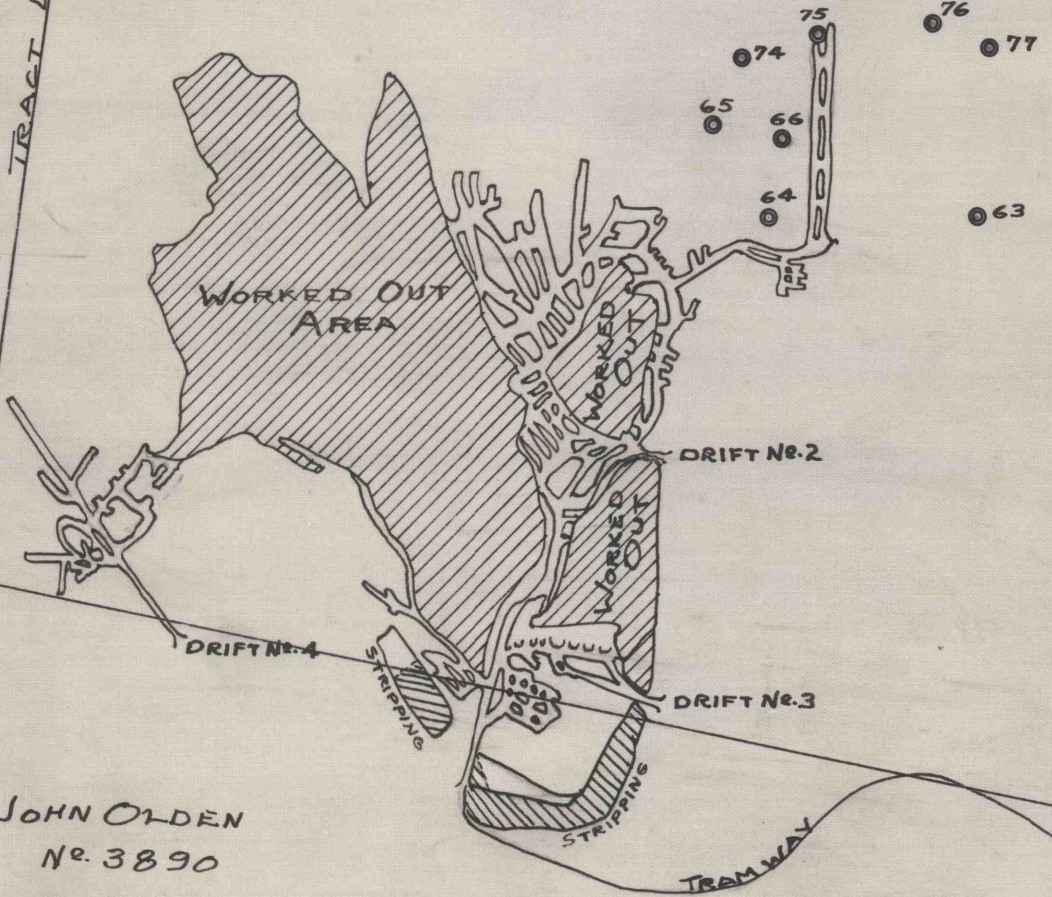 TRACT
75
76
74
77
65
66
64
63
WORKED OUT
AREA
WORKED
OUT
DRIFT No. 2
WORKED
OUT
DRIFT No. 4
STRIPPING
DRIFT No. 3
STRIPPING
JOHN OLDEN
No. 3890
TRAMWAY